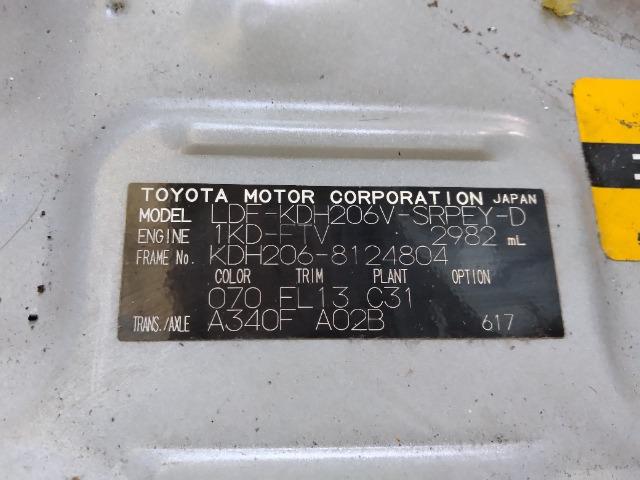 TOYOTA MOTOR CORPORATION JAPAN
MODEL LDF-KDH206V-SRPEY-D
ENGINE 1KD-FTV 2982 mL
FRAME No. KDH206-8124804
COLOR TRIM PLANT OPTION
070 FL13 C31
TRANS./AXLE A340F A02B 617